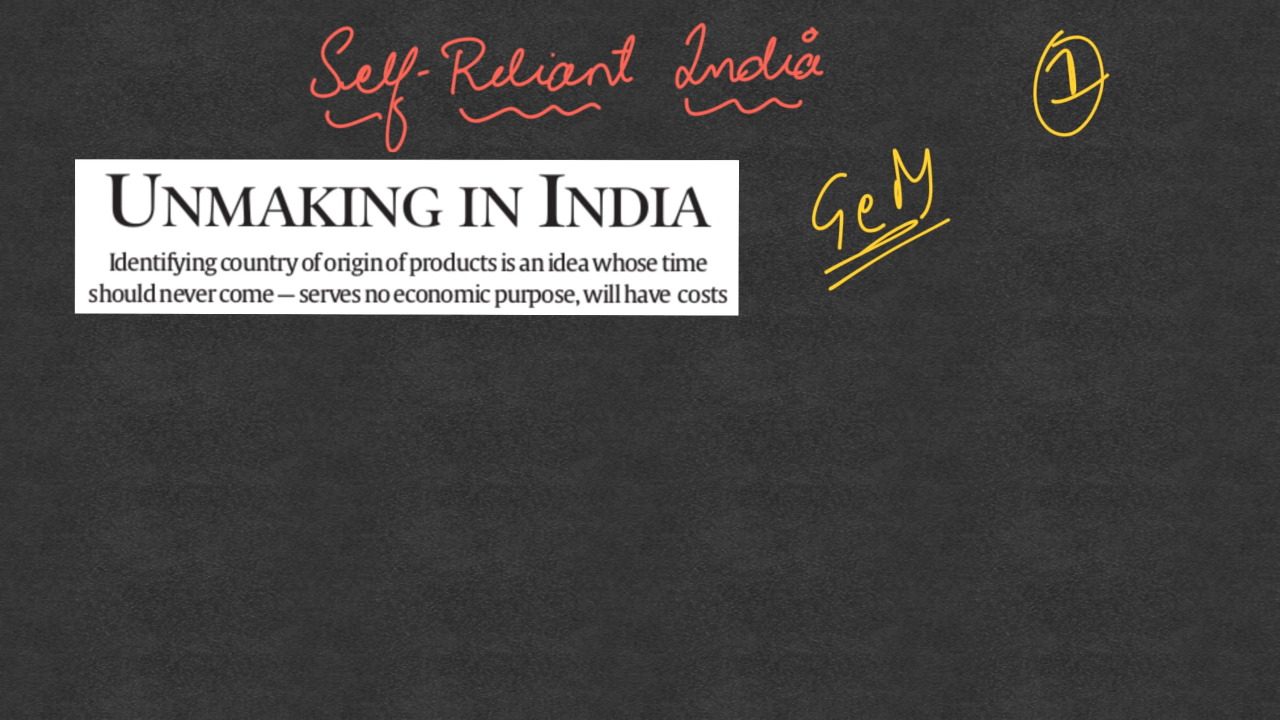 Self-Reliant India
1
UNMAKING IN INDIA
GeM
Identifying country of origin of products is an idea whose time
should never come — serves no economic purpose, will have costs